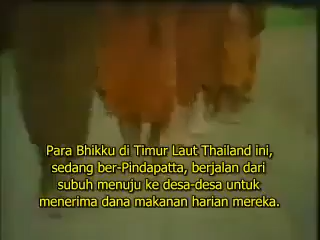 Para Bhikku di Timur Laut Thailand ini,
sedang ber-Pindapatta, berjalan dari
subuh menuju ke desa-desa untuk
menerima dana makanan harian mereka.